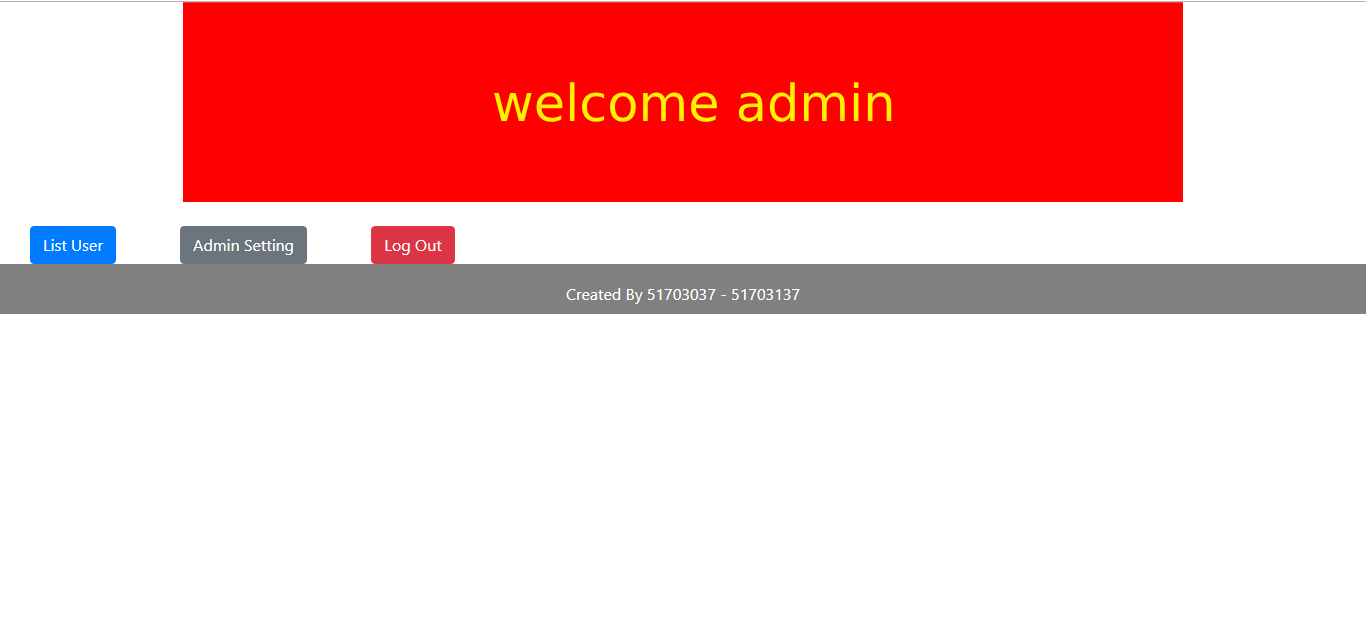 welcome admin
List User Admin Setting Log Out
Created By 51703037 - 51703137